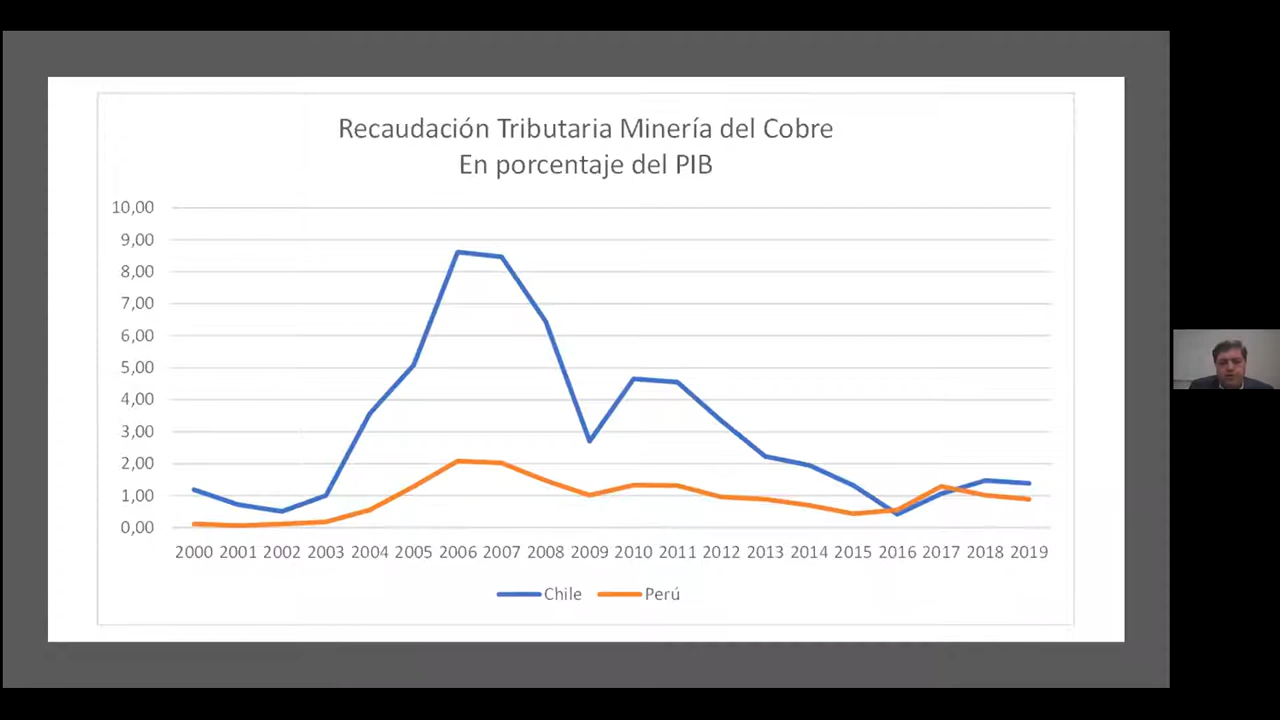 Recaudación Tributaria Minería del Cobre
En porcentaje del PIB
10,00
9,00
8,00
7,00
6,00
5,00
4,00
3,00
2,00
1,00
0,00
2000 2001 2002 2003 2004 2005 2006 2007 2008 2009 2010 2011 2012 2013 2014 2015 2016 2017 2018 2019
Chile Perú